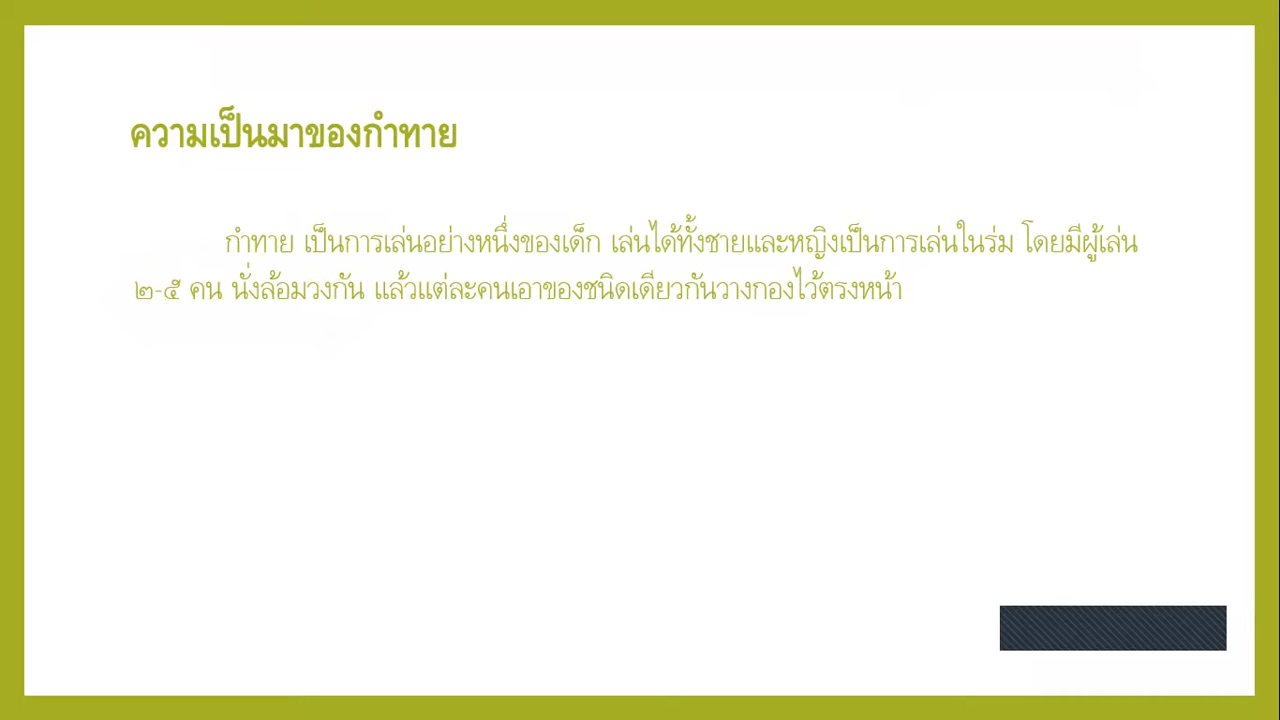 ความเป็นมาของกำทาย
กำทาย เป็นการเล่นอย่างหนึ่งของเด็ก เล่นได้ทั้งชายและหญิงเป็นการเล่นในร่ม โดยมีผู้เล่น
๒-๕ คน นั่งล้อมวงกัน แล้วแต่ละคนเอาของชนิดเดียวกันวางกองไว้ตรงหน้า